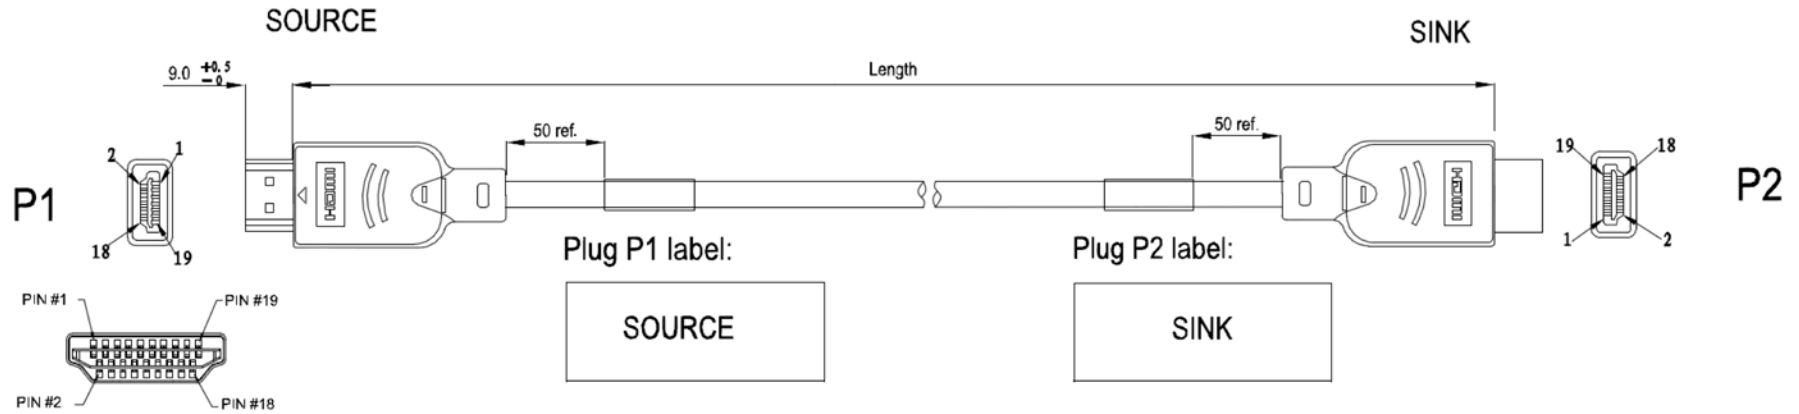 SOURCE
SINK
9.0 +0.5
-0
Length
50 ref.
50 ref.
2
1
18
19
P1
HDMI
HDMI
19
18
1
2
P2
Plug P1 label:
SOURCE
Plug P2 label:
SINK
PIN #1
PIN #19
PIN #2
PIN #18